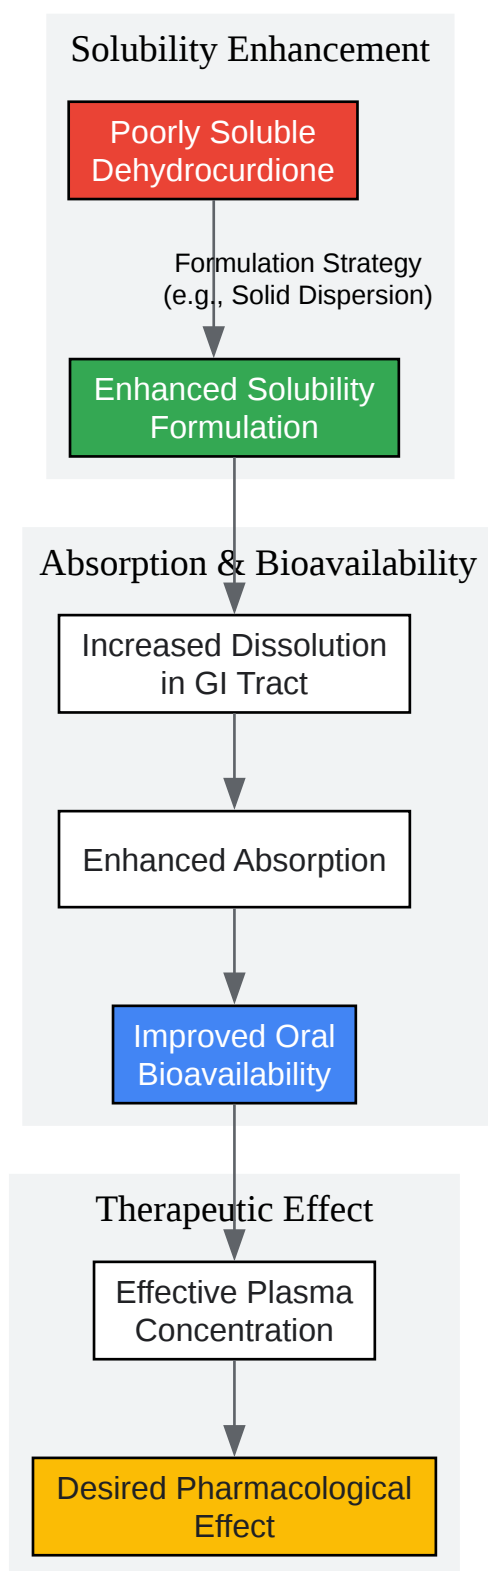 Solubility Enhancement
Poorly Soluble
Dehydrocurdione
Formulation Strategy
(e.g., Solid Dispersion)
Enhanced Solubility
Formulation
Absorption & Bioavailability
Increased Dissolution
in GI Tract
Enhanced Absorption
Improved Oral
Bioavailability
Therapeutic Effect
Effective Plasma
Concentration
Desired Pharmacological
Effect